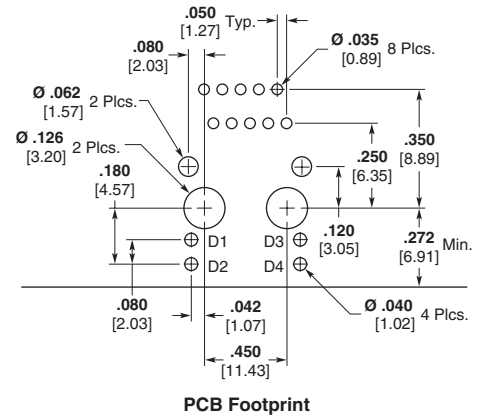 .050
[1.27]
Typ.
.080
[2.03]
Ø .035
[0.89]
8 Plcs.
Ø .062
[1.57]
2 Plcs.
Ø .126
[3.20]
2 Plcs.
.180
[4.57]
.250
[6.35]
.350
[8.89]
.120
[3.05]
.272
[6.91]
Min.
D1
D3
D2
D4
.080
[2.03]
.042
[1.07]
Ø .040
[1.02]
4 Plcs.
.450
[11.43]
PCB Footprint